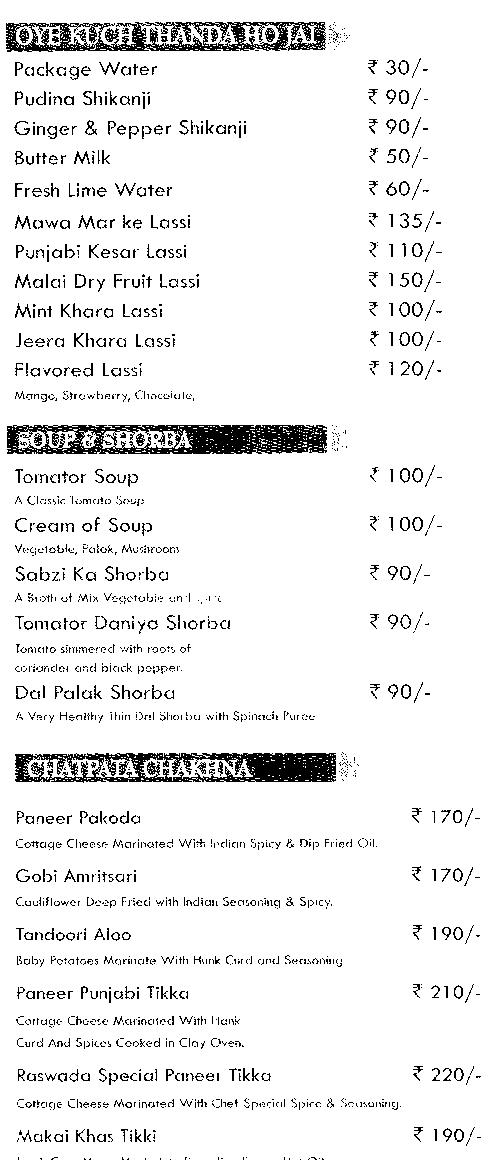 OYE KUCH THANDA HO JAI
Package Water ₹ 30/-
Pudina Shikanji ₹ 90/-
Ginger & Pepper Shikanji ₹ 90/-
Butter Milk ₹ 50/-
Fresh Lime Water ₹ 60/-
Mawa Mar ke Lassi ₹ 135/-
Punjabi Kesar Lassi ₹ 110/-
Malai Dry Fruit Lassi ₹ 150/-
Mint Khara Lassi ₹ 100/-
Jeera Khara Lassi ₹ 100/-
Flavored Lassi ₹ 120/-
Mango, Strawberry, Chocolate,
SOUP & SHORBA
Tomator Soup ₹ 100/-
A Classic Tomato Soup
Cream of Soup ₹ 100/-
Vegetable, Palak, Mushroom
Sabzi Ka Shorba ₹ 90/-
A Broth of Mix Vegetable and
Tomator Daniya Shorba ₹ 90/-
Tomato simmered with roots of
coriander and black pepper.
Dal Palak Shorba ₹ 90/-
A Very Healthy Thin Dal Shorba with Spinach Puree
CHATPATA CHAKHNA
Paneer Pakoda ₹ 170/-
Cottage Cheese Marinated With Indian Spicy & Dip Fried Oil.
Gobi Amritsari ₹ 170/-
Cauliflower Deep Fried with Indian Seasoning & Spicy.
Tandoori Aloo ₹ 190/-
Baby Potatoes Marinate With Hunk Curd and Seasoning
Paneer Punjabi Tikka ₹ 210/-
Cottage Cheese Marinated With Hank
Curd And Spices Cooked in Clay Oven.
Raswada Special Paneer Tikka ₹ 220/-
Cottage Cheese Marinated With Chef Special Spice & Seasoning.
Makai Khas Tikki ₹ 190/-